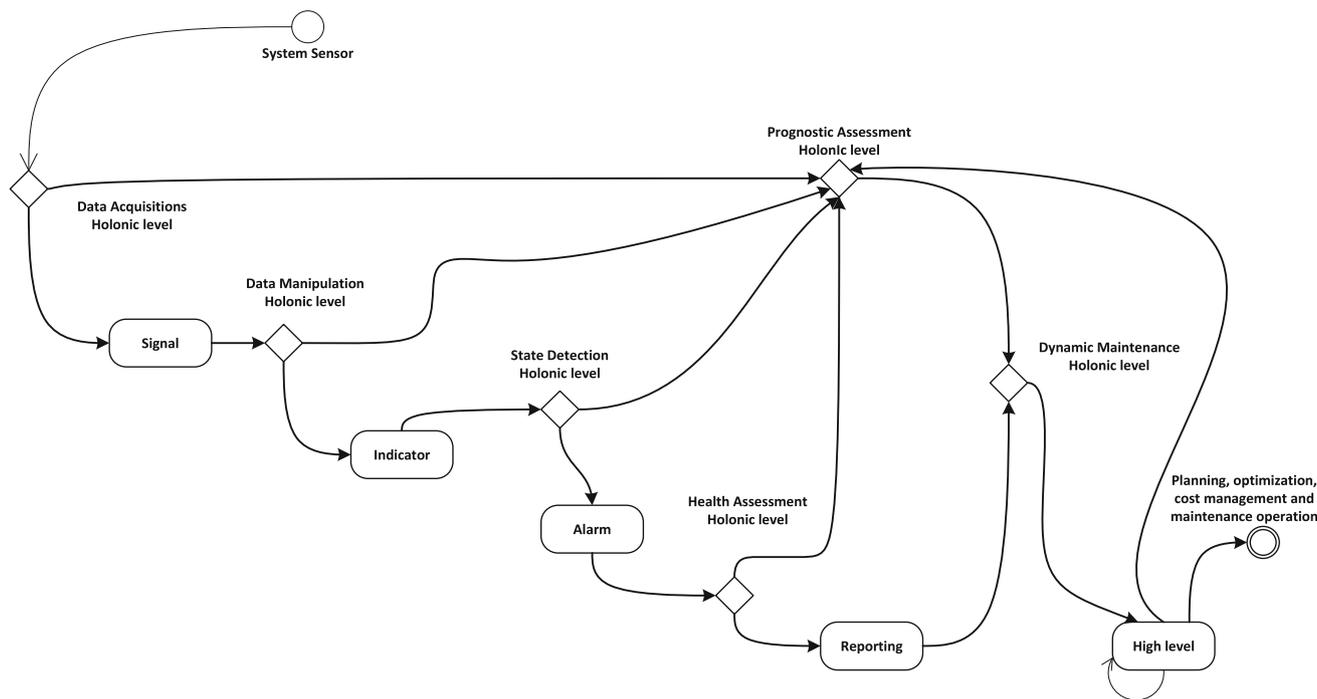 System Sensor
Prognostic Assessment
HolonIc level
Data Acquisitions
Holonic level
Data Manipulation
Holonic level
Signal
State Detection
Holonic level
Dynamic Maintenance
Holonic level
Indicator
Health Assessment
Holonic level
Planning, optimization,
cost management and
maintenance operation
Alarm
Reporting
High level